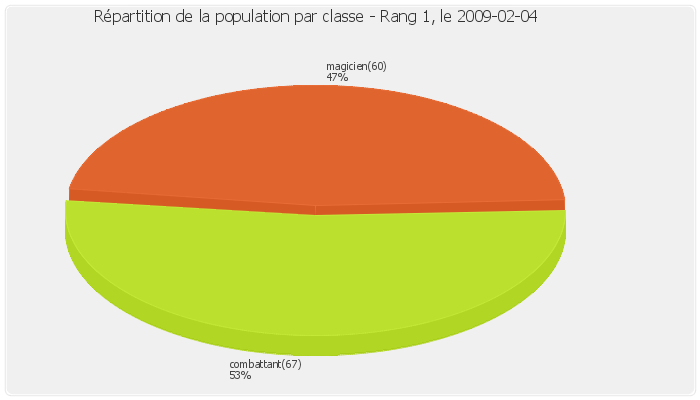 Répartition de la population par classe - Rang 1, le 2009-02-04
magicien(60)
47%
combattant(67)
53%